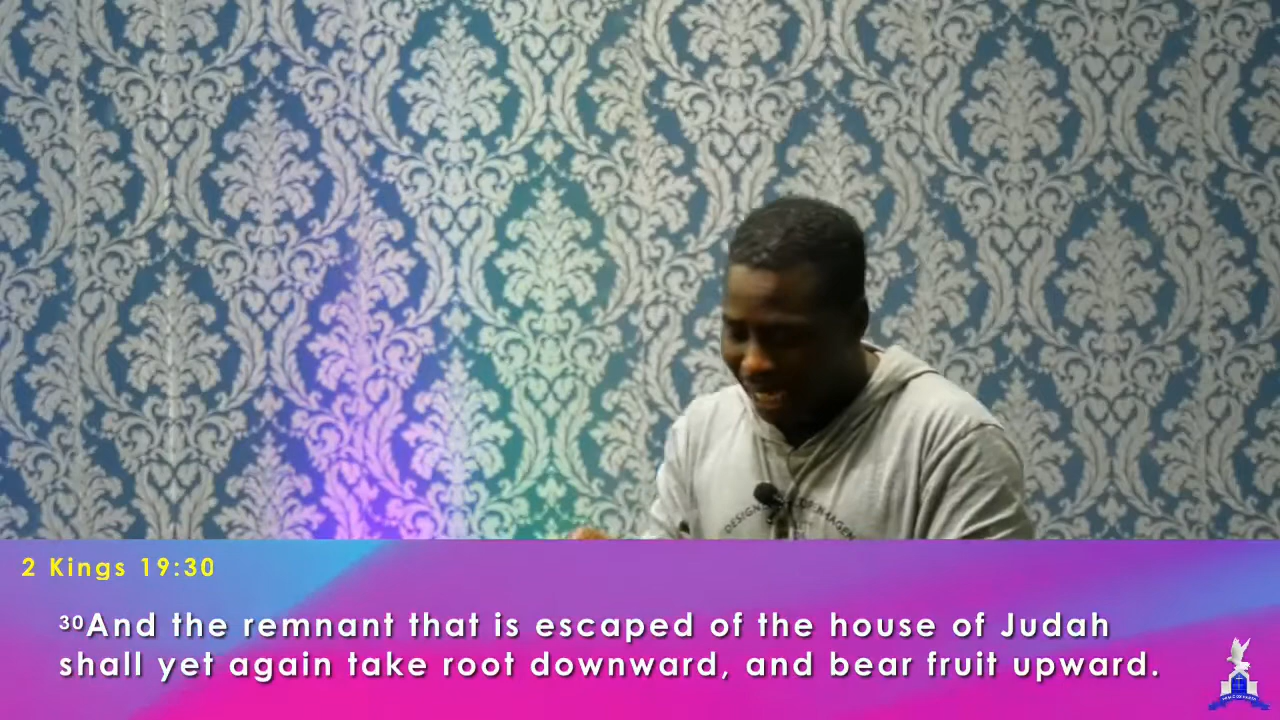 2 Kings 19:30
30And the remnant that is escaped of the house of Judah
shall yet again take root downward, and bear fruit upward.